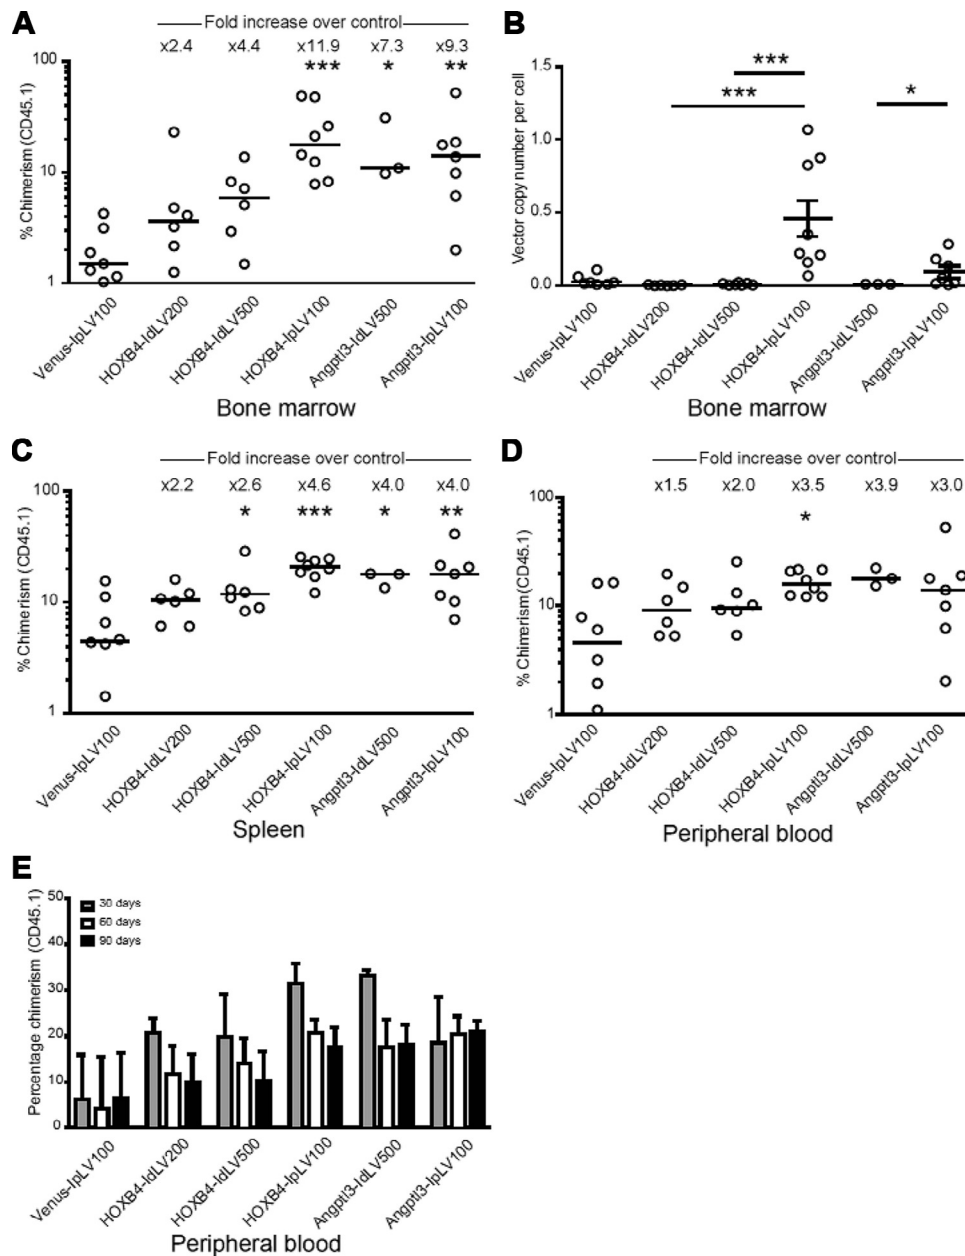 A
Fold increase over control
x2.4 x4.4 x11.9 x7.3 x9.3
*** * **
100
10
1
% Chimerism (CD45.1)
Venus-IpLV100
HOXB4-IdLV200
HOXB4-IdLV500
HOXB4-IpLV100
Angptl3-IdLV500
Angptl3-IpLV100
Bone marrow
B
***
***
*
1.5
1.0
0.5
0.0
Vector copy number per cell
Venus-IpLV100
HOXB4-IdLV200
HOXB4-IdLV500
HOXB4-IpLV100
Angptl3-IdLV500
Angptl3-IpLV100
Bone marrow
C
Fold increase over control
x2.2 x2.6 x4.6 x4.0 x4.0
* *** * **
100
10
1
% Chimerism (CD45.1)
Venus-IpLV100
HOXB4-IdLV200
HOXB4-IdLV500
HOXB4-IpLV100
Angptl3-IdLV500
Angptl3-IpLV100
Spleen
D
Fold increase over control
x1.5 x2.0 x3.5 x3.9 x3.0
*
100
10
1
% Chimerism (CD45.1)
Venus-IpLV100
HOXB4-IdLV200
HOXB4-IdLV500
HOXB4-IpLV100
Angptl3-IdLV500
Angptl3-IpLV100
Peripheral blood
E
50
40
30
20
10
0
Percentage chimerism (CD45.1)
30 days
60 days
90 days
Venus-IpLV100
HOXB4-IdLV200
HOXB4-IdLV500
HOXB4-IpLV100
Angptl3-IdLV500
Angptl3-IpLV100
Peripheral blood